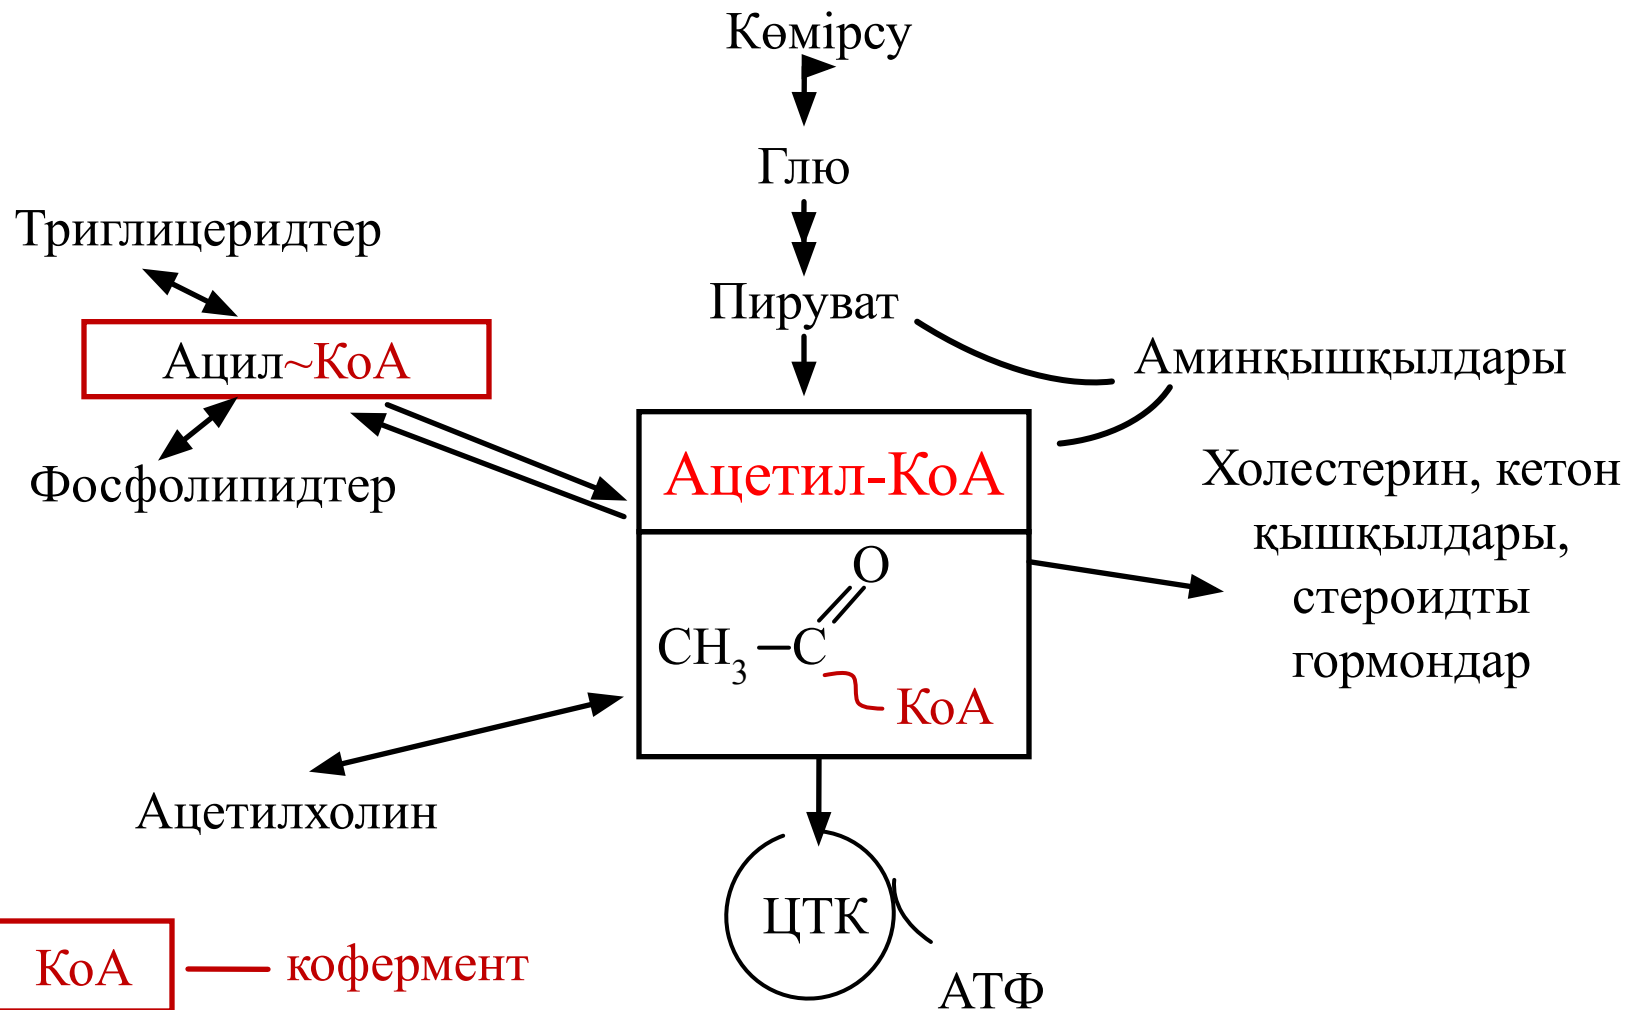 Көмірсу
Глю
Триглицеридтер
Пируват
Ацил~КоА
Аминқышқылдары
Фосфолипидтер
Ацетил-КоА
Холестерин, кетон
қышқылдары,
стероидты
гормондар
O
CH3 C
КоА
Ацетилхолин
ЦТК
КоА
кофермент
АТФ